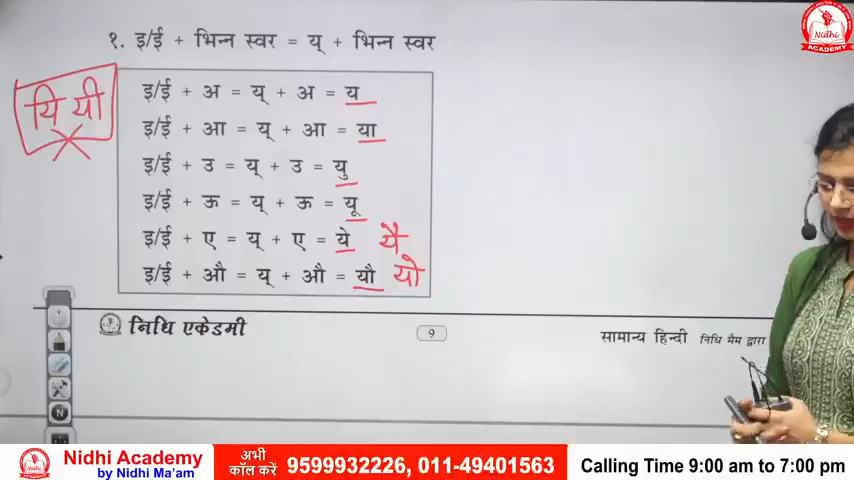 Nidhi
ACADEMY
१. इ/ई + भिन्न स्वर = य् + भिन्न स्वर
यि यी
इ/ई + अ = य् + अ = य
इ/ई + आ = य् + आ = या
इ/ई + उ = य् + उ = यु
इ/ई + ऊ = य् + ऊ = यू
इ/ई + ए = य् + ए = ये यै
इ/ई + औ = य् + औ = यौ यो
निधि एकेडमी
9
सामान्य हिन्दी निधि मैम द्वारा
N
Nidhi Academy
by Nidhi Ma'am
अभी
कॉल करें
9599932226, 011-49401563
Calling Time 9:00 am to 7:00 pm